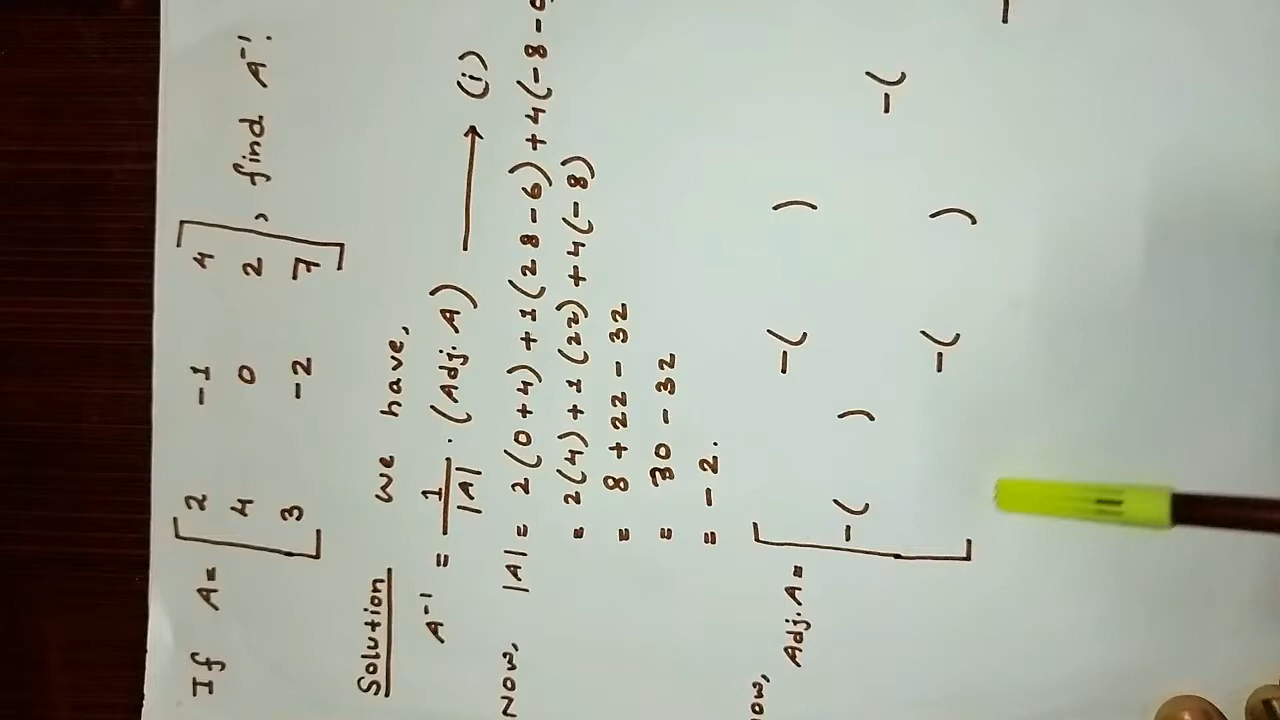 If A = [ 2 -1 4
4 0 2
3 -2 7 ], find A⁻¹.
Solution We have,
A⁻¹ = 1/|A| · (Adj. A) ⟶ (i)
Now, |A| = 2(0+4)+1(28-6)+4(-8-
= 2(4)+1(22)+4(-8)
= 8+22-32
= 30-32
= -2.
Adj. A = [ -( )
-( ) -(
-( ) ]